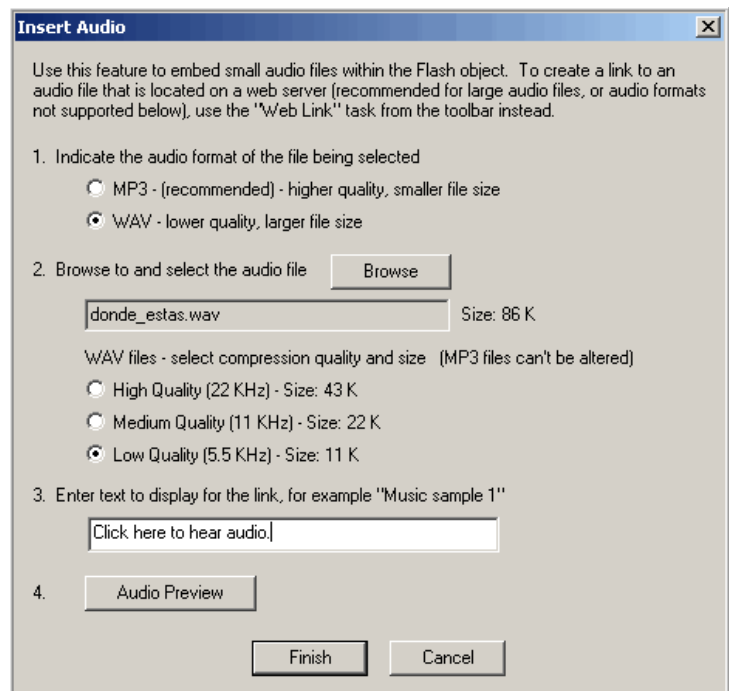 Insert Audio
Use this feature to embed small audio files within the Flash object. To create a link to an
audio file that is located on a web server (recommended for large audio files, or audio formats
not supported below), use the "Web Link" task from the toolbar instead.
1. Indicate the audio format of the file being selected
MP3 - (recommended) - higher quality, smaller file size
WAV - lower quality, larger file size
2. Browse to and select the audio file Browse
donde_estas.wav Size: 86 K
WAV files - select compression quality and size (MP3 files can't be altered)
High Quality (22 KHz) - Size: 43 K
Medium Quality (11 KHz) - Size: 22 K
Low Quality (5.5 KHz) - Size: 11 K
3. Enter text to display for the link, for example "Music sample 1"
Click here to hear audio.
4. Audio Preview
Finish Cancel